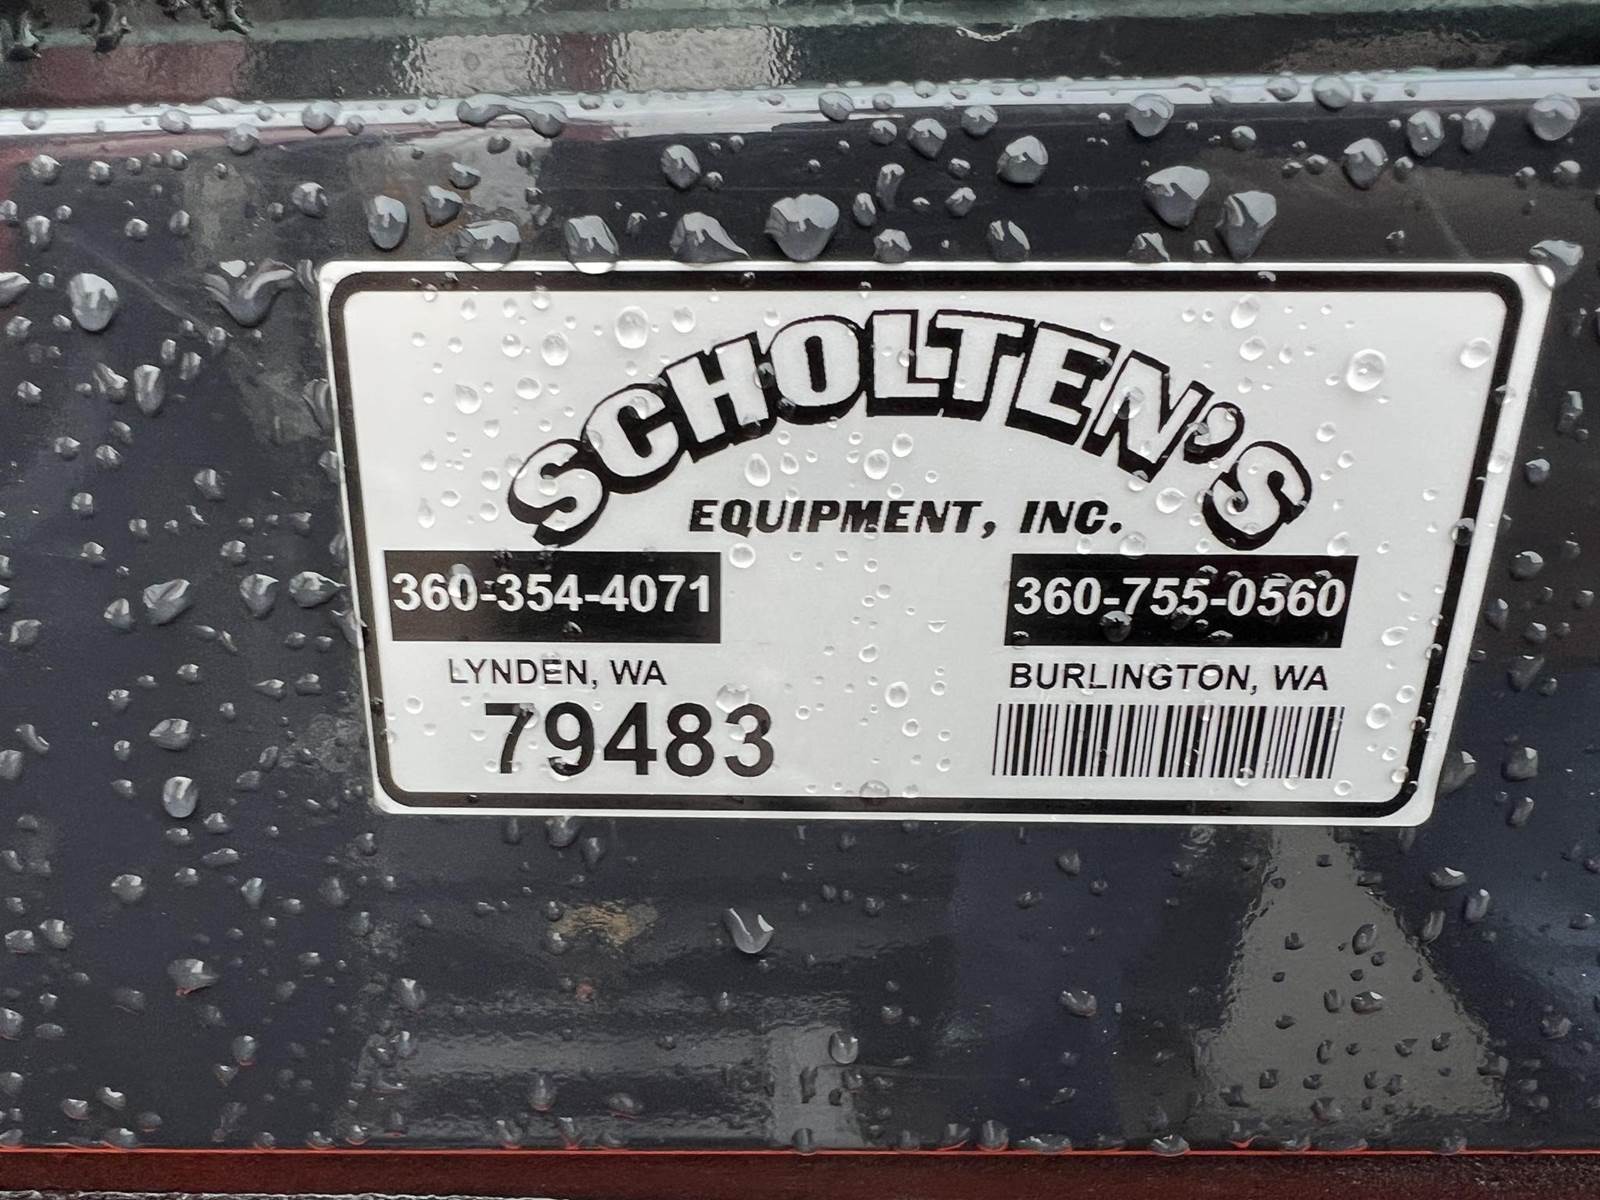 SCHOLTEN'S
EQUIPMENT, INC.
360-354-4071
LYNDEN, WA
79483
360-755-0560
BURLINGTON, WA